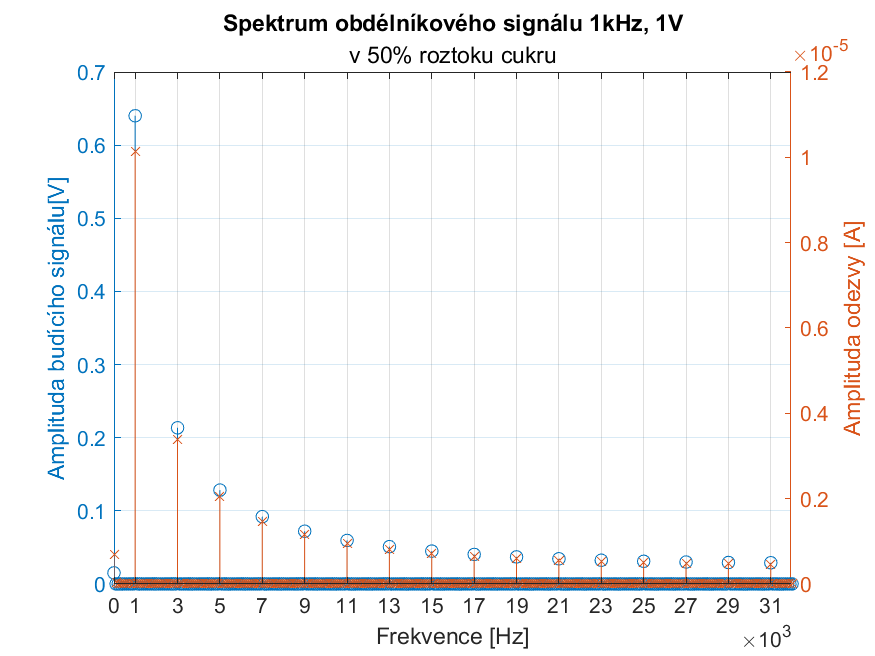 Spektrum obdélníkového signálu 1kHz, 1V
v 50% roztoku cukru
×10^-5
Amplituda budícího signálu[V]
0.7
0.6
0.5
0.4
0.3
0.2
0.1
0
Amplituda odezvy [A]
1.2
1
0.8
0.6
0.4
0.2
0
0 1 3 5 7 9 11 13 15 17 19 21 23 25 27 29 31
Frekvence [Hz]
×10^3